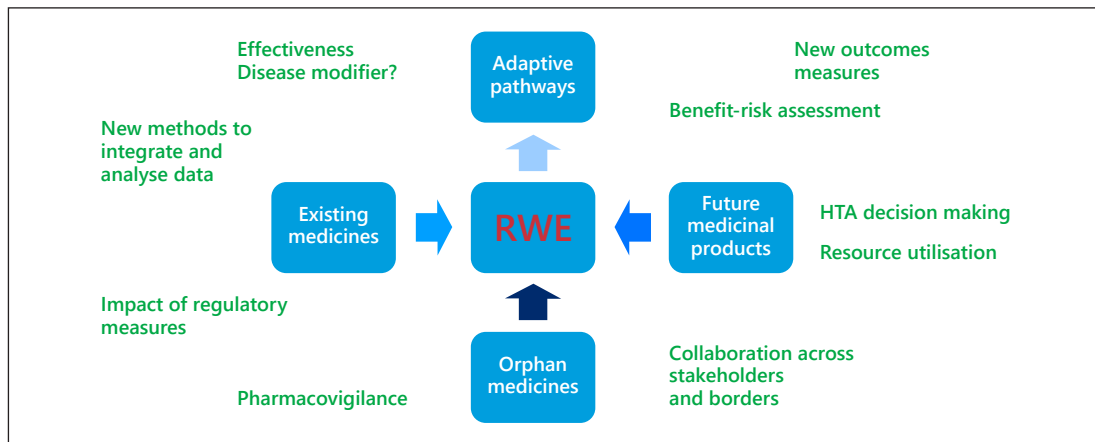 Effectiveness
Disease modifier?
Adaptive
pathways
New outcomes
measures
Benefit-risk assessment
New methods to
integrate and
analyse data
Existing
medicines
RWE
Future
medicinal
products
HTA decision making
Resource utilisation
Impact of regulatory
measures
Orphan
medicines
Collaboration across
stakeholders
and borders
Pharmacovigilance